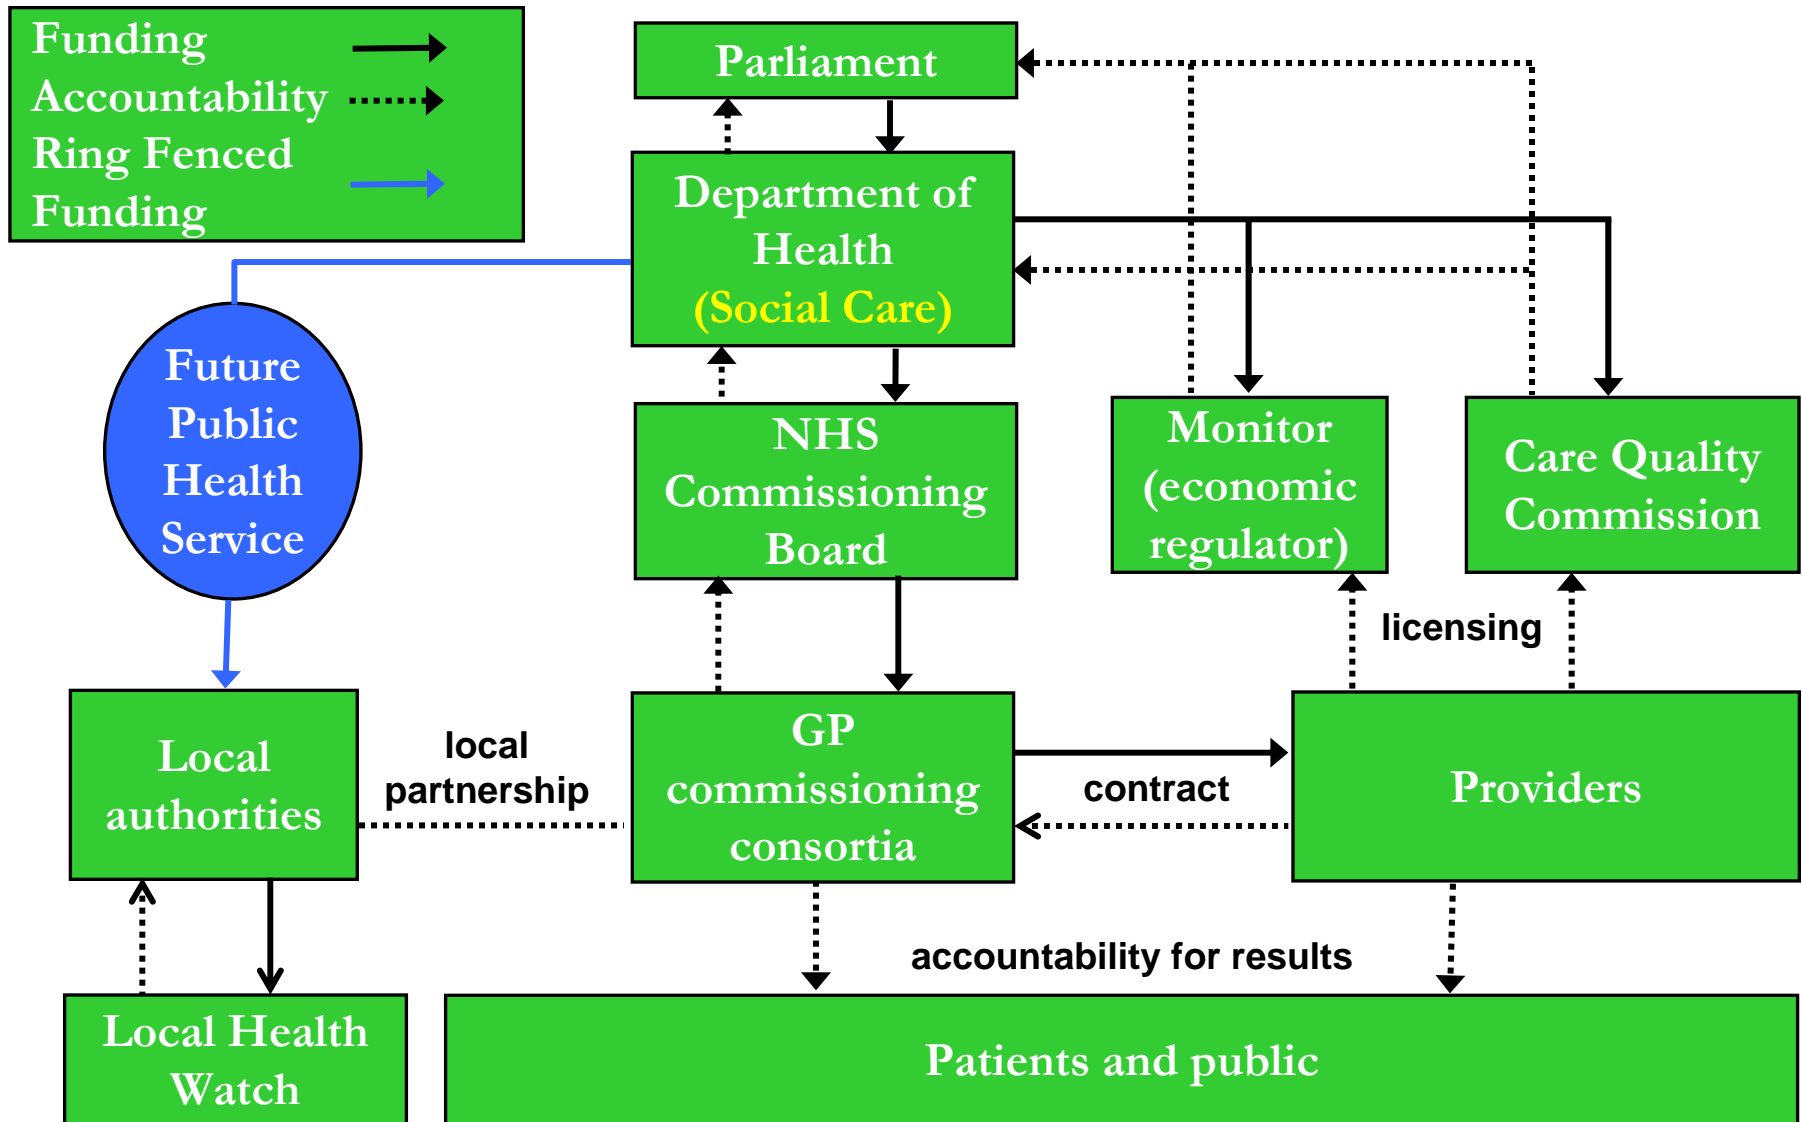 Funding
Accountability
Ring Fenced
Funding
Parliament
Department of
Health
(Social Care)
Future
Public
Health
Service
NHS
Commissioning
Board
Monitor
(economic
regulator)
Care Quality
Commission
licensing
Local
authorities
local
partnership
GP
commissioning
consortia
contract
Providers
accountability for results
Local Health
Watch
Patients and public